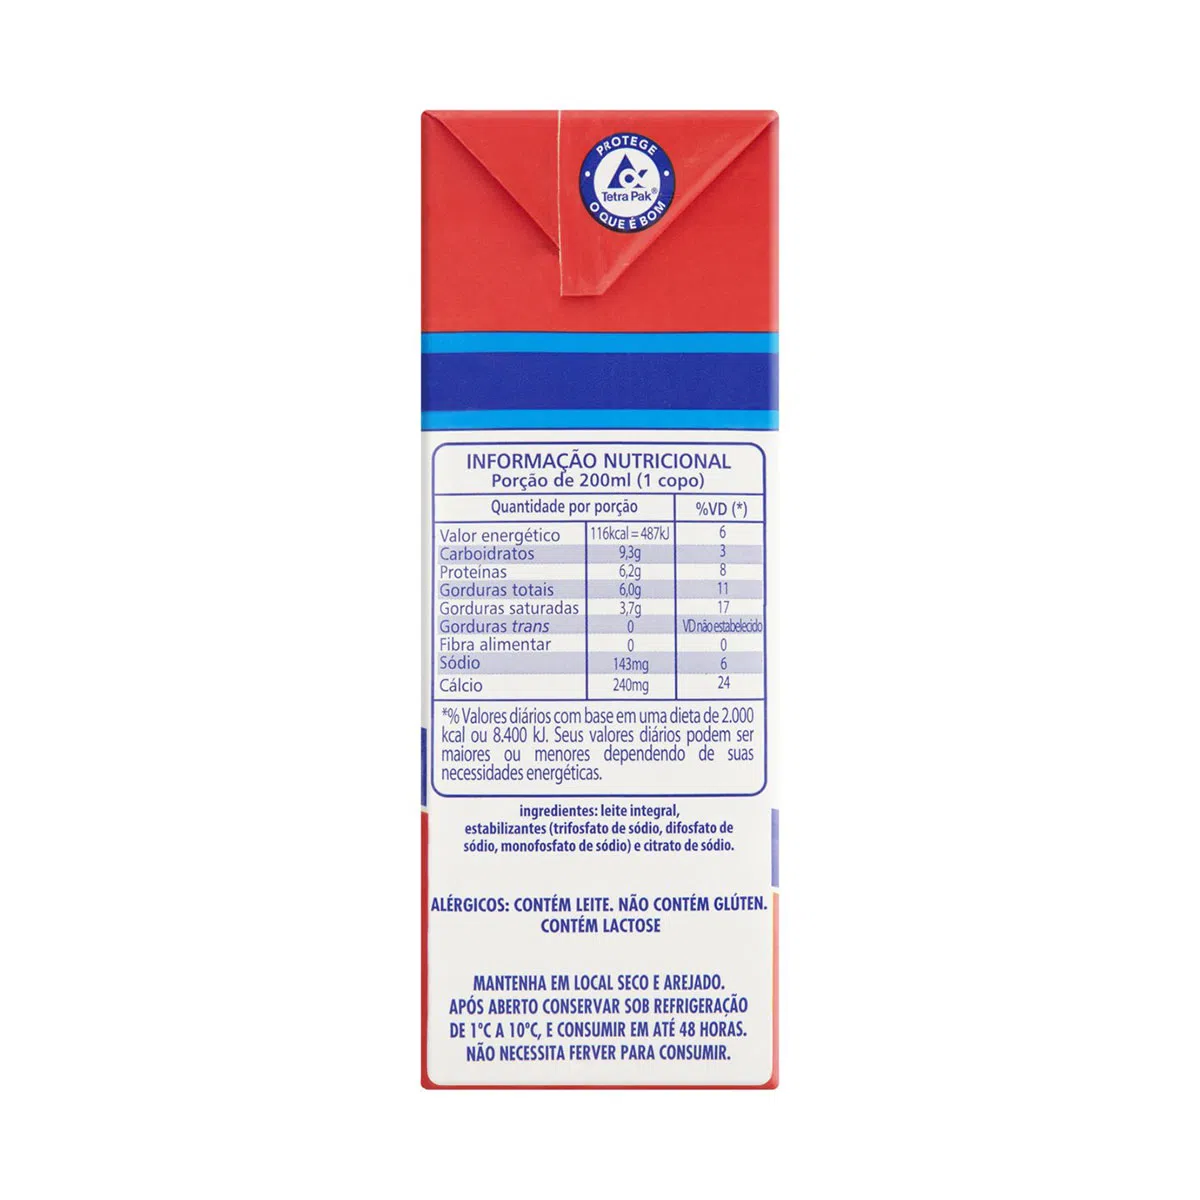 PROTEGE
Tetra Pak®
O QUE É BOM
INFORMAÇÃO NUTRICIONAL
Porção de 200ml (1 copo)
Quantidade por porção %VD (*)
Valor energético 116kcal = 487kJ 6
Carboidratos 9,3g 3
Proteínas 6,2g 8
Gorduras totais 6,0g 11
Gorduras saturadas 3,7g 17
Gorduras trans 0 VD não estabelecido
Fibra alimentar 0 0
Sódio 143mg 6
Cálcio 240mg 24
*% Valores diários com base em uma dieta de 2.000
kcal ou 8.400 kJ. Seus valores diários podem ser
maiores ou menores dependendo de suas
necessidades energéticas.
ingredientes: leite integral,
estabilizantes (trifosfato de sódio, difosfato de
sódio, monofosfato de sódio) e citrato de sódio.
ALÉRGICOS: CONTÉM LEITE. NÃO CONTÉM GLÚTEN.
CONTÉM LACTOSE
MANTENHA EM LOCAL SECO E AREJADO.
APÓS ABERTO CONSERVAR SOB REFRIGERAÇÃO
DE 1°C A 10°C, E CONSUMIR EM ATÉ 48 HORAS.
NÃO NECESSITA FERVER PARA CONSUMIR.